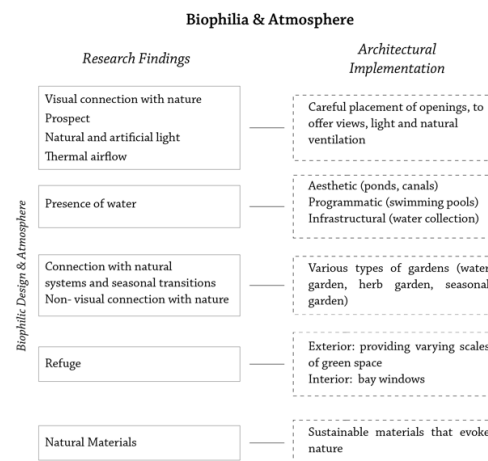 Biophilia & Atmosphere
Research Findings
Architectural
Implementation
Visual connection with nature
Prospect
Natural and artificial light
Thermal airflow
Careful placement of openings, to
offer views, light and natural
ventilation
Presence of water
Aesthetic (ponds, canals)
Programmatic (swimming pools)
Infrastructural (water collection)
Connection with natural
systems and seasonal transitions
Non- visual connection with nature
Various types of gardens (water
garden, herb garden, seasonal
garden)
Refuge
Exterior: providing varying scales
of green space
Interior: bay windows
Natural Materials
Sustainable materials that evoke
nature
Biophilic Design & Atmosphere